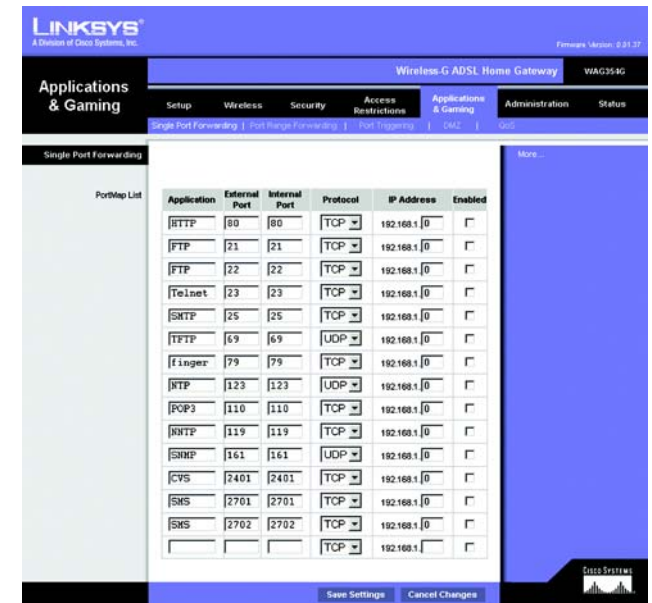 LINKSYS®
A Division of Cisco Systems, Inc.
Firmware Version: 0.01.37
Wireless-G ADSL Home Gateway WAG354G
Applications & Gaming
Setup Wireless Security Access Restrictions Applications & Gaming Administration Status
Single Port Forwarding | Port Range Forwarding | Port Triggering | DMZ | QoS
Single Port Forwarding
More...
PortMap List
Application External Port Internal Port Protocol IP Address Enabled
HTTP 80 80 TCP 192.168.1. 0
FTP 21 21 TCP 192.168.1. 0
FTP 22 22 TCP 192.168.1. 0
Telnet 23 23 TCP 192.168.1. 0
SMTP 25 25 TCP 192.168.1. 0
TFTP 69 69 UDP 192.168.1. 0
finger 79 79 TCP 192.168.1. 0
NTP 123 123 UDP 192.168.1. 0
POP3 110 110 TCP 192.168.1. 0
NNTP 119 119 TCP 192.168.1. 0
SNMP 161 161 UDP 192.168.1. 0
CVS 2401 2401 TCP 192.168.1. 0
SMS 2701 2701 TCP 192.168.1. 0
SMS 2702 2702 TCP 192.168.1. 0
TCP 192.168.1.
Save Settings Cancel Changes
CISCO SYSTEMS